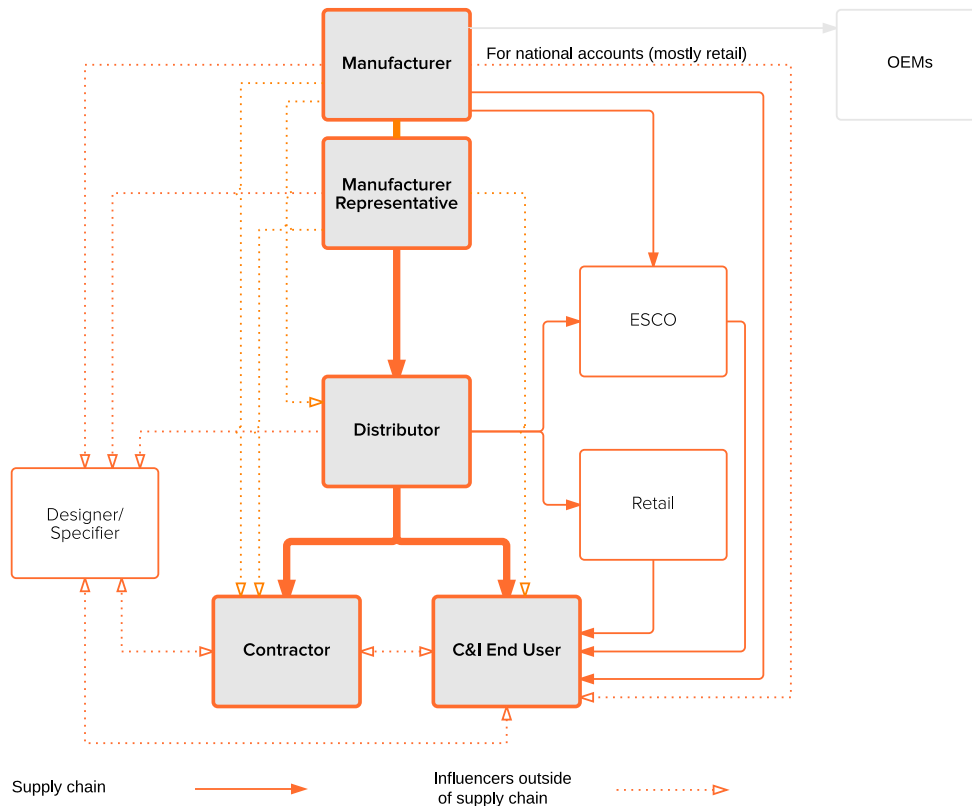 Manufacturer
For national accounts (mostly retail)
OEMs
Manufacturer
Representative
ESCO
Distributor
Retail
Designer/
Specifier
Contractor
C&I End User
Supply chain
Influencers outside
of supply chain